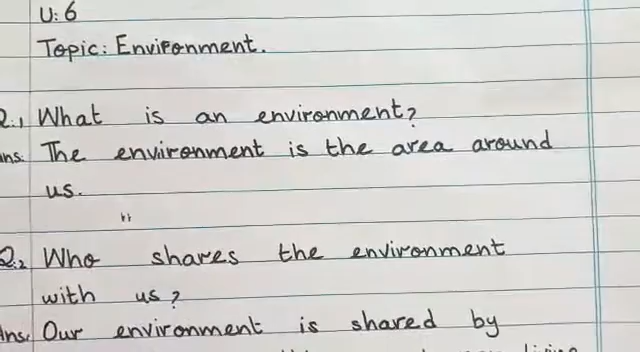 U: 6
Topic: Environment.
Q.1 What is an environment?
Ans. The environment is the area around
us.
"
Q.2 Who shares the environment
with us?
Ans. Our environment is shared by
living